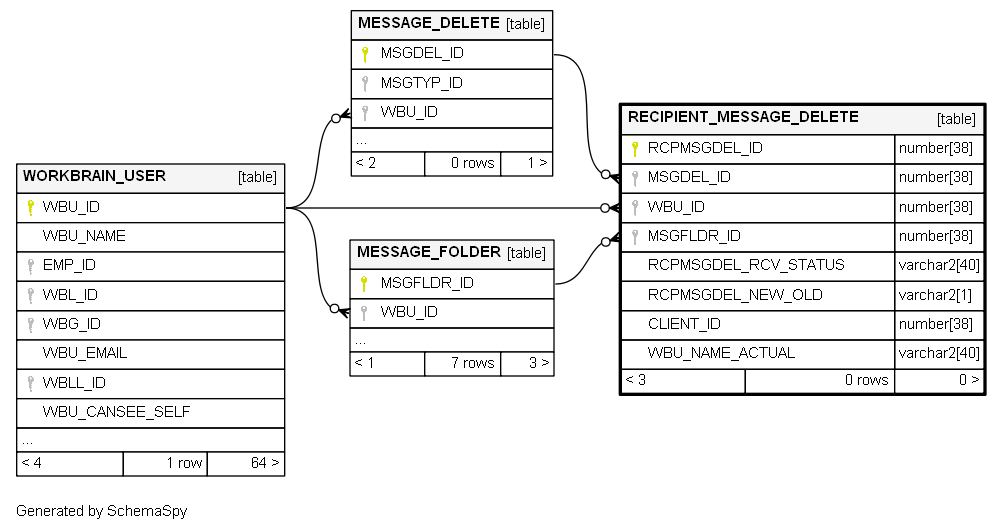 MESSAGE_DELETE [table]
MSGDEL_ID
MSGTYP_ID
WBU_ID
...
< 2 0 rows 1 >
RECIPIENT_MESSAGE_DELETE [table]
RCPMSGDEL_ID number[38]
MSGDEL_ID number[38]
WBU_ID number[38]
MSGFLDR_ID number[38]
RCPMSGDEL_RCV_STATUS varchar2[40]
RCPMSGDEL_NEW_OLD varchar2[1]
CLIENT_ID number[38]
WBU_NAME_ACTUAL varchar2[40]
< 3 0 rows 0 >
WORKBRAIN_USER [table]
WBU_ID
WBU_NAME
EMP_ID
WBL_ID
WBG_ID
WBU_EMAIL
WBLL_ID
WBU_CANSEE_SELF
...
< 4 1 row 64 >
MESSAGE_FOLDER [table]
MSGFLDR_ID
WBU_ID
...
< 1 7 rows 3 >
Generated by SchemaSpy